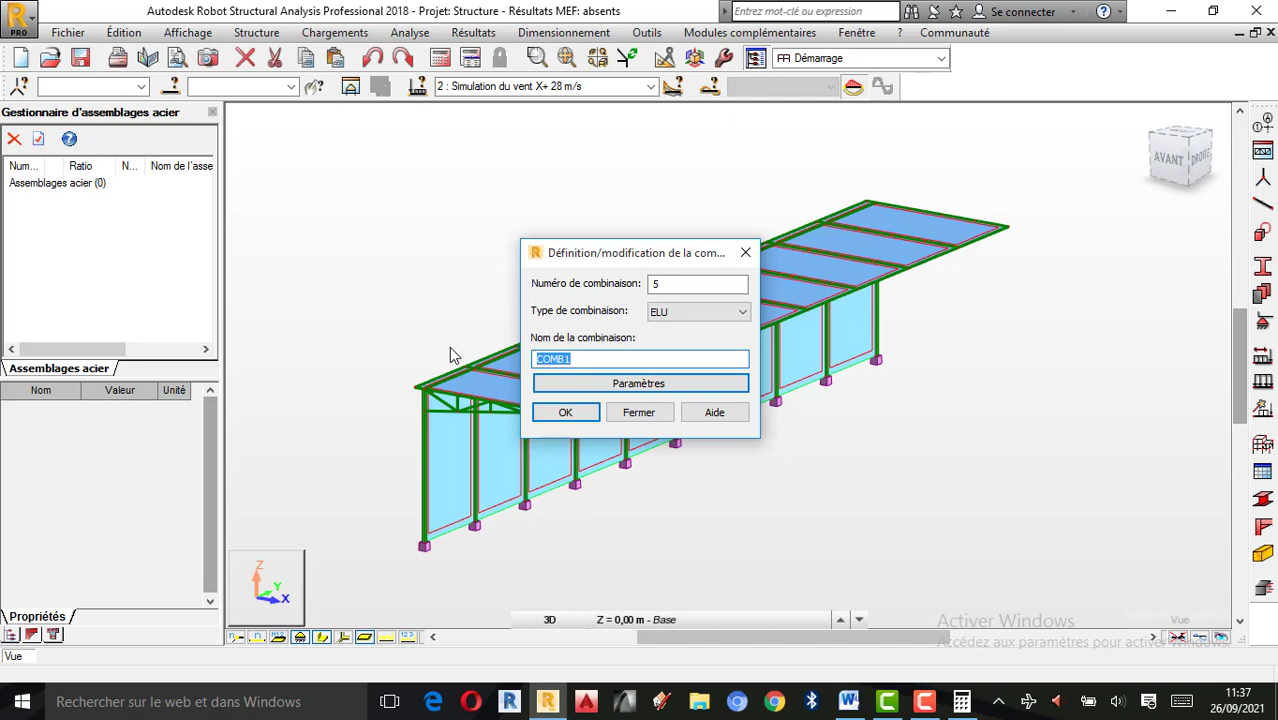 PRO
Autodesk Robot Structural Analysis Professional 2018 - Projet: Structure - Résultats MEF: absents
Entrez mot-clé ou expression
Se connecter
?
Fichier Édition Affichage Structure Chargements Analyse Résultats Dimensionnement Outils Modules complémentaires Fenêtre ? Communauté
Démarrage
2 : Simulation du vent X+ 28 m/s
Gestionnaire d'assemblages acier
Num... Ratio N... Nom de l'asse
Assemblages acier (0)
Assemblages acier
Nom Valeur Unité
Propriétés
Vue
AVANT DROITE
Définition/modification de la com...
Numéro de combinaison: 5
Type de combinaison: ELU
Nom de la combinaison:
COMB1
Paramètres
OK Fermer Aide
Z
Y
X
3D Z = 0,00 m - Base
Vue
Activer Windows
Accédez aux paramètres pour activer Windows.
Rechercher sur le web et dans Windows
11:37
26/09/2021